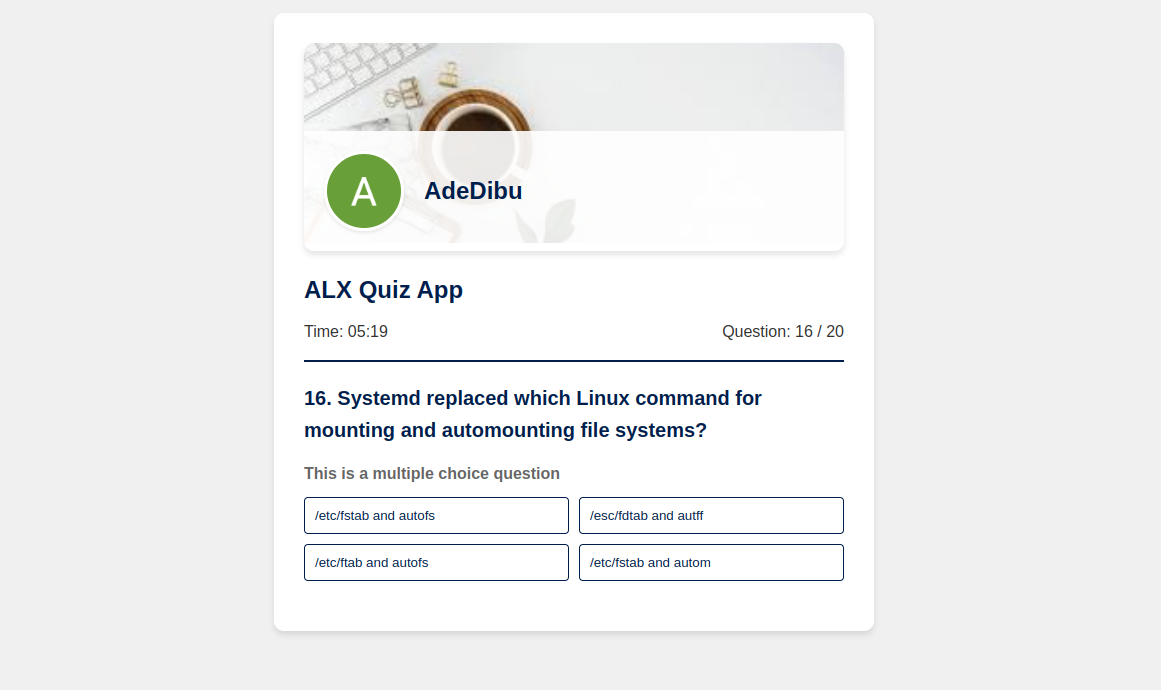 A
AdeDibu
ALX Quiz App
Time: 05:19
Question: 16 / 20
16. Systemd replaced which Linux command for
mounting and automounting file systems?
This is a multiple choice question
/etc/fstab and autofs
/esc/fdtab and autff
/etc/ftab and autofs
/etc/fstab and autom